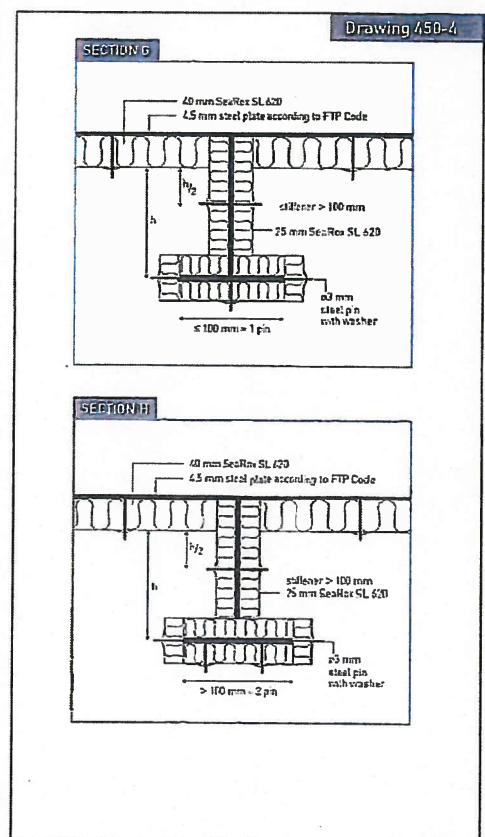 Drawing 450-4
SECTION G
40 mm SeaRox SL 620
4.5 mm steel plate according to FTP Code
h/2
h
stiffener > 100 mm
25 mm SeaRox SL 620
ø3 mm
steel pin
with washer
≤ 100 mm = 1 pin
SECTION H
40 mm SeaRox SL 620
4.5 mm steel plate according to FTP Code
h/2
h
stiffener > 100 mm
25 mm SeaRox SL 620
ø3 mm
steel pin
with washer
> 100 mm = 2 pin